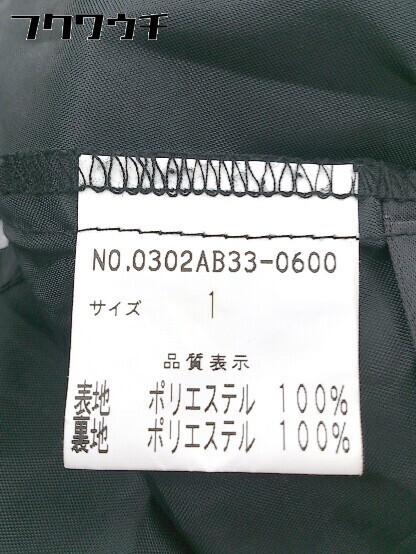 フクワウチ
NO.0302AB33-0600
サイズ 1
品質表示
表地 ポリエステル 100%
裏地 ポリエステル 100%